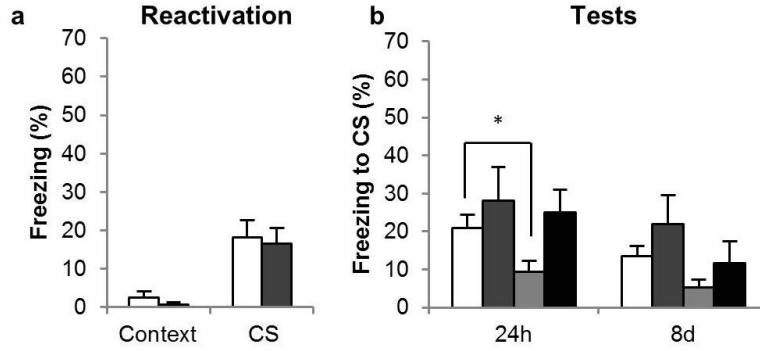 a Reactivation
70
60
50
40
30
20
10
0
Freezing (%)
Context CS
b Tests
70
60
50
40
30
20
10
0
Freezing to CS (%)
*
24h 8d